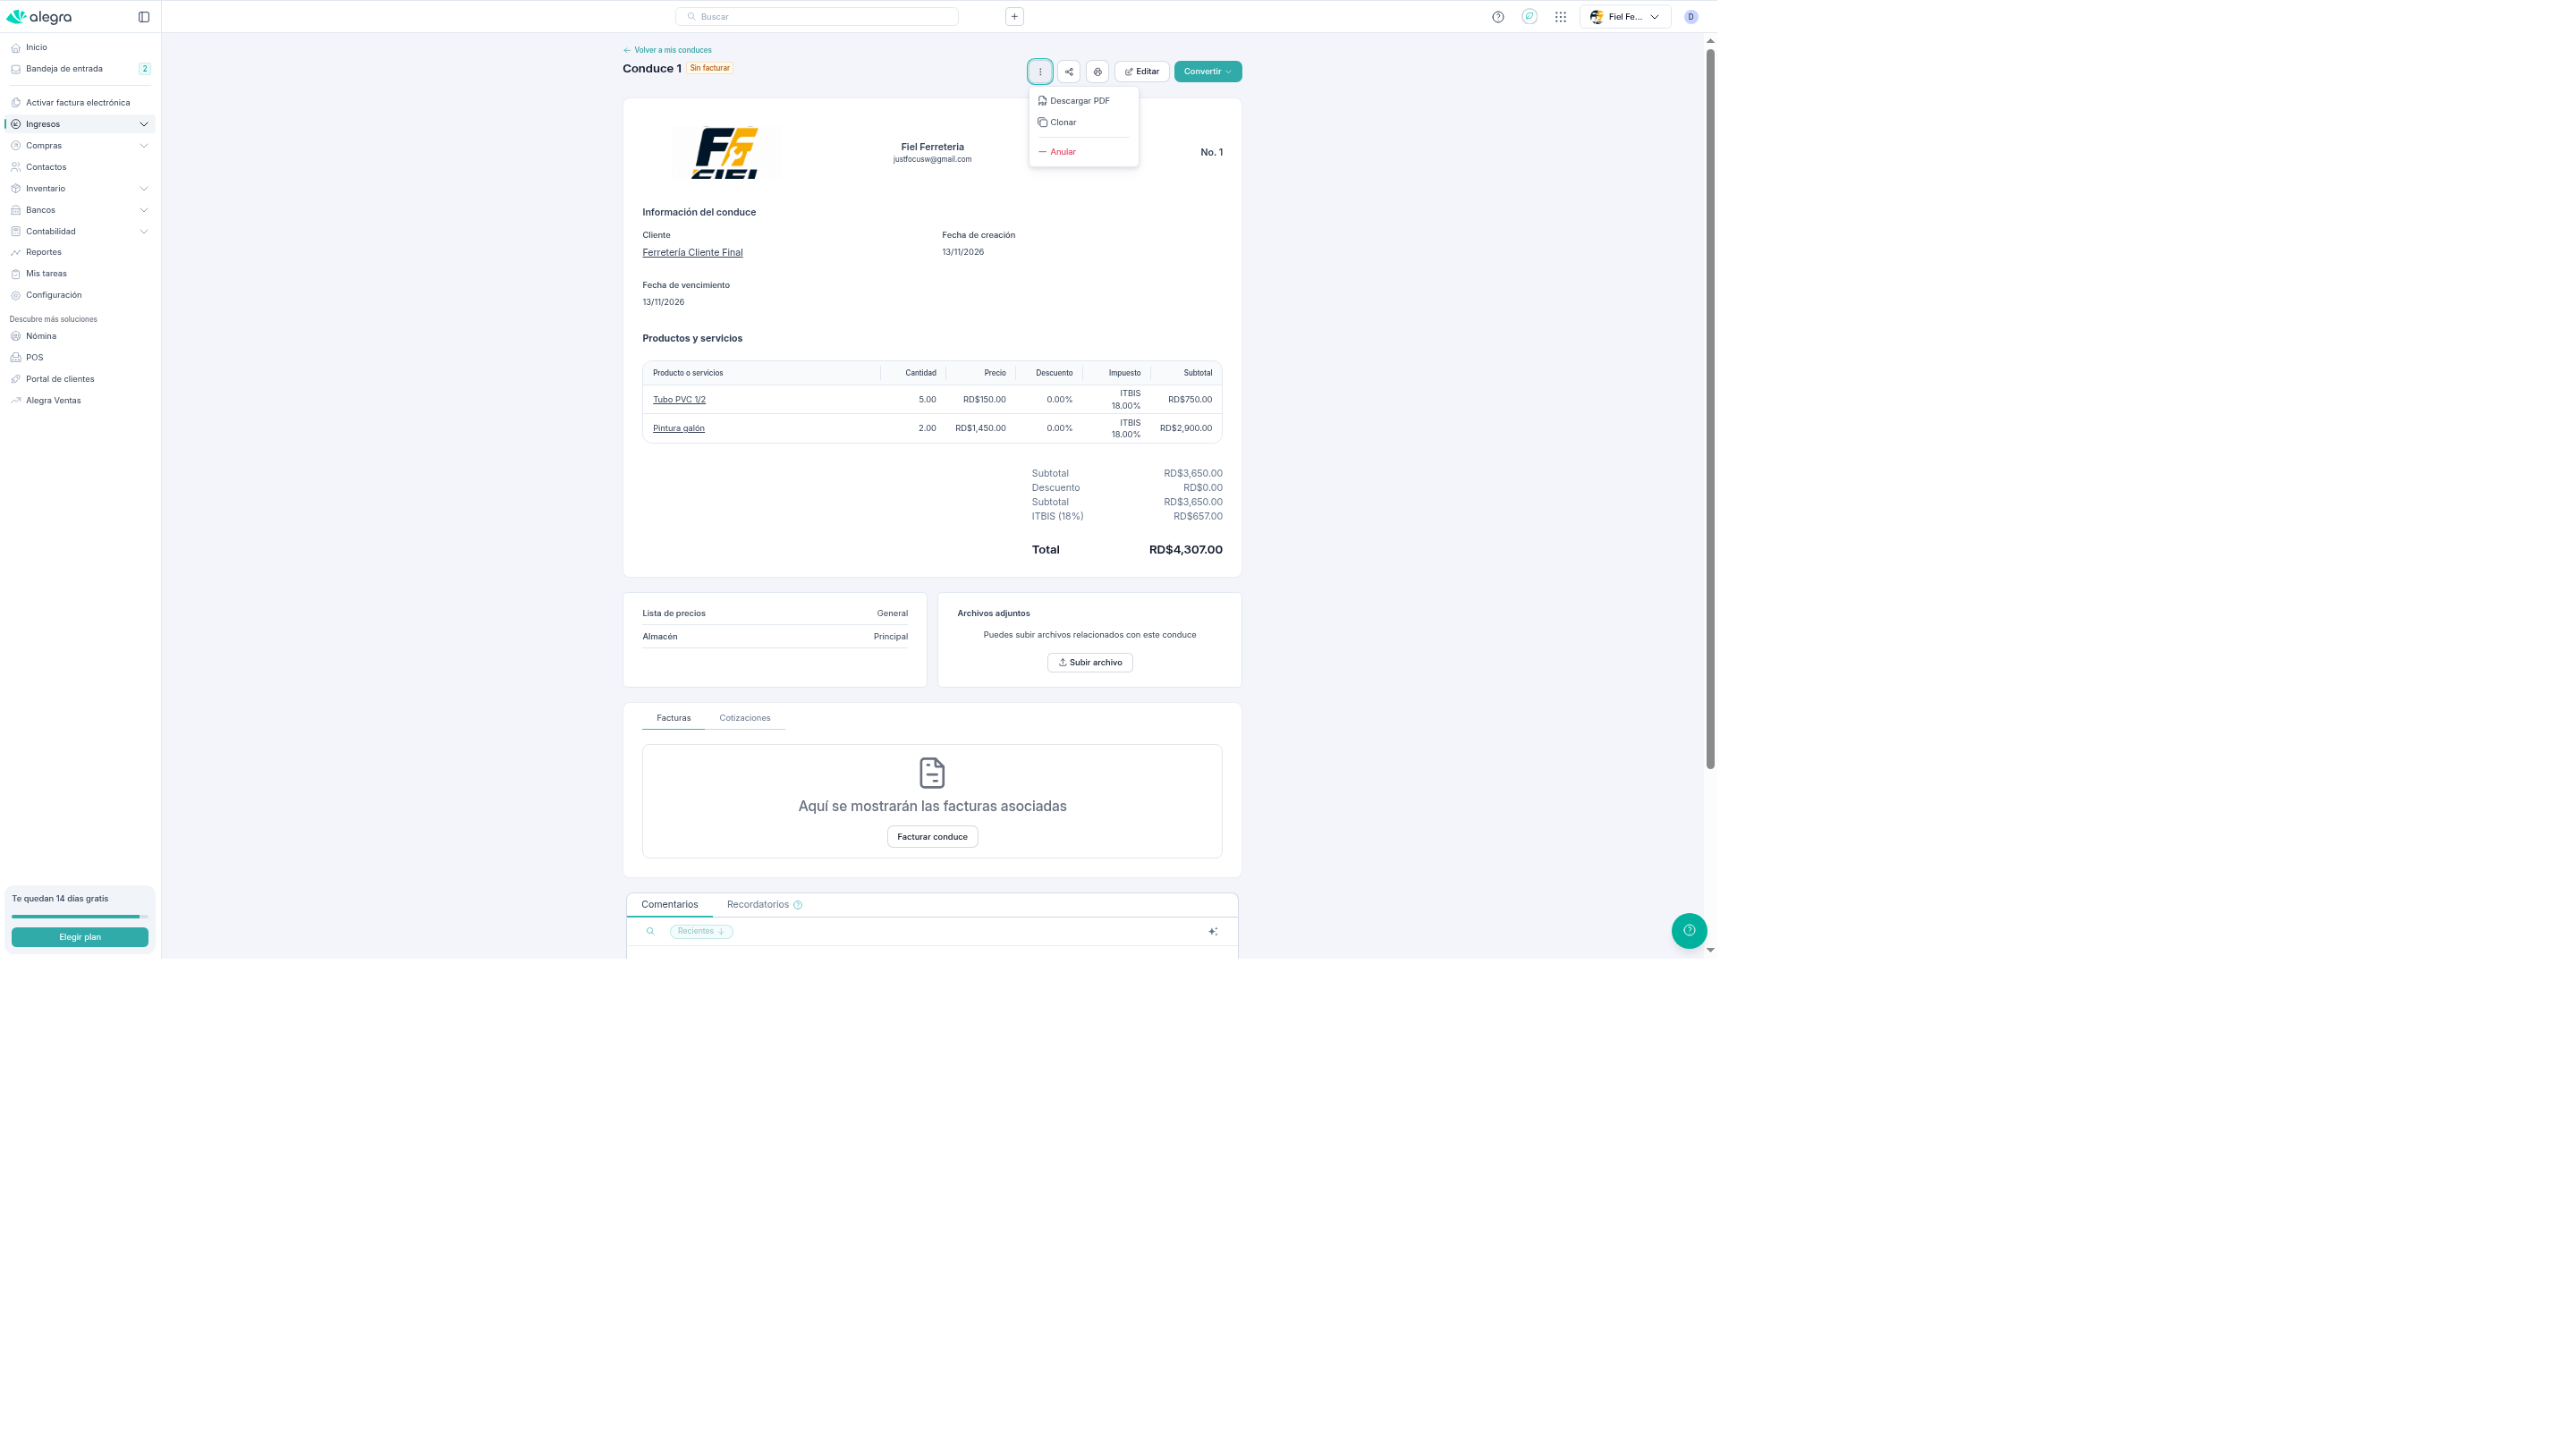 alegra
Buscar
Fiel Fe...
D
Inicio
Bandeja de entrada 2
Activar factura electrónica
Ingresos
Compras
Contactos
Inventario
Bancos
Contabilidad
Reportes
Mis tareas
Configuración
Descubre más soluciones
Nómina
POS
Portal de clientes
Alegra Ventas
Te quedan 14 días gratis
Elegir plan
Volver a mis conduces
Conduce 1 Sin facturar
Editar
Convertir
Descargar PDF
Clonar
Anular
FIEL
Fiel Ferreteria
justfocusw@gmail.com
No. 1
Información del conduce
Cliente
Ferretería Cliente Final
Fecha de creación
13/11/2026
Fecha de vencimiento
13/11/2026
Productos y servicios
Producto o servicios Cantidad Precio Descuento Impuesto Subtotal
Tubo PVC 1/2 5.00 RD$150.00 0.00% ITBIS 18.00% RD$750.00
Pintura galón 2.00 RD$1,450.00 0.00% ITBIS 18.00% RD$2,900.00
Subtotal RD$3,650.00
Descuento RD$0.00
Subtotal RD$3,650.00
ITBIS (18%) RD$657.00
Total RD$4,307.00
Lista de precios General
Almacén Principal
Archivos adjuntos
Puedes subir archivos relacionados con este conduce
Subir archivo
Facturas Cotizaciones
Aquí se mostrarán las facturas asociadas
Facturar conduce
Comentarios Recordatorios
Recientes